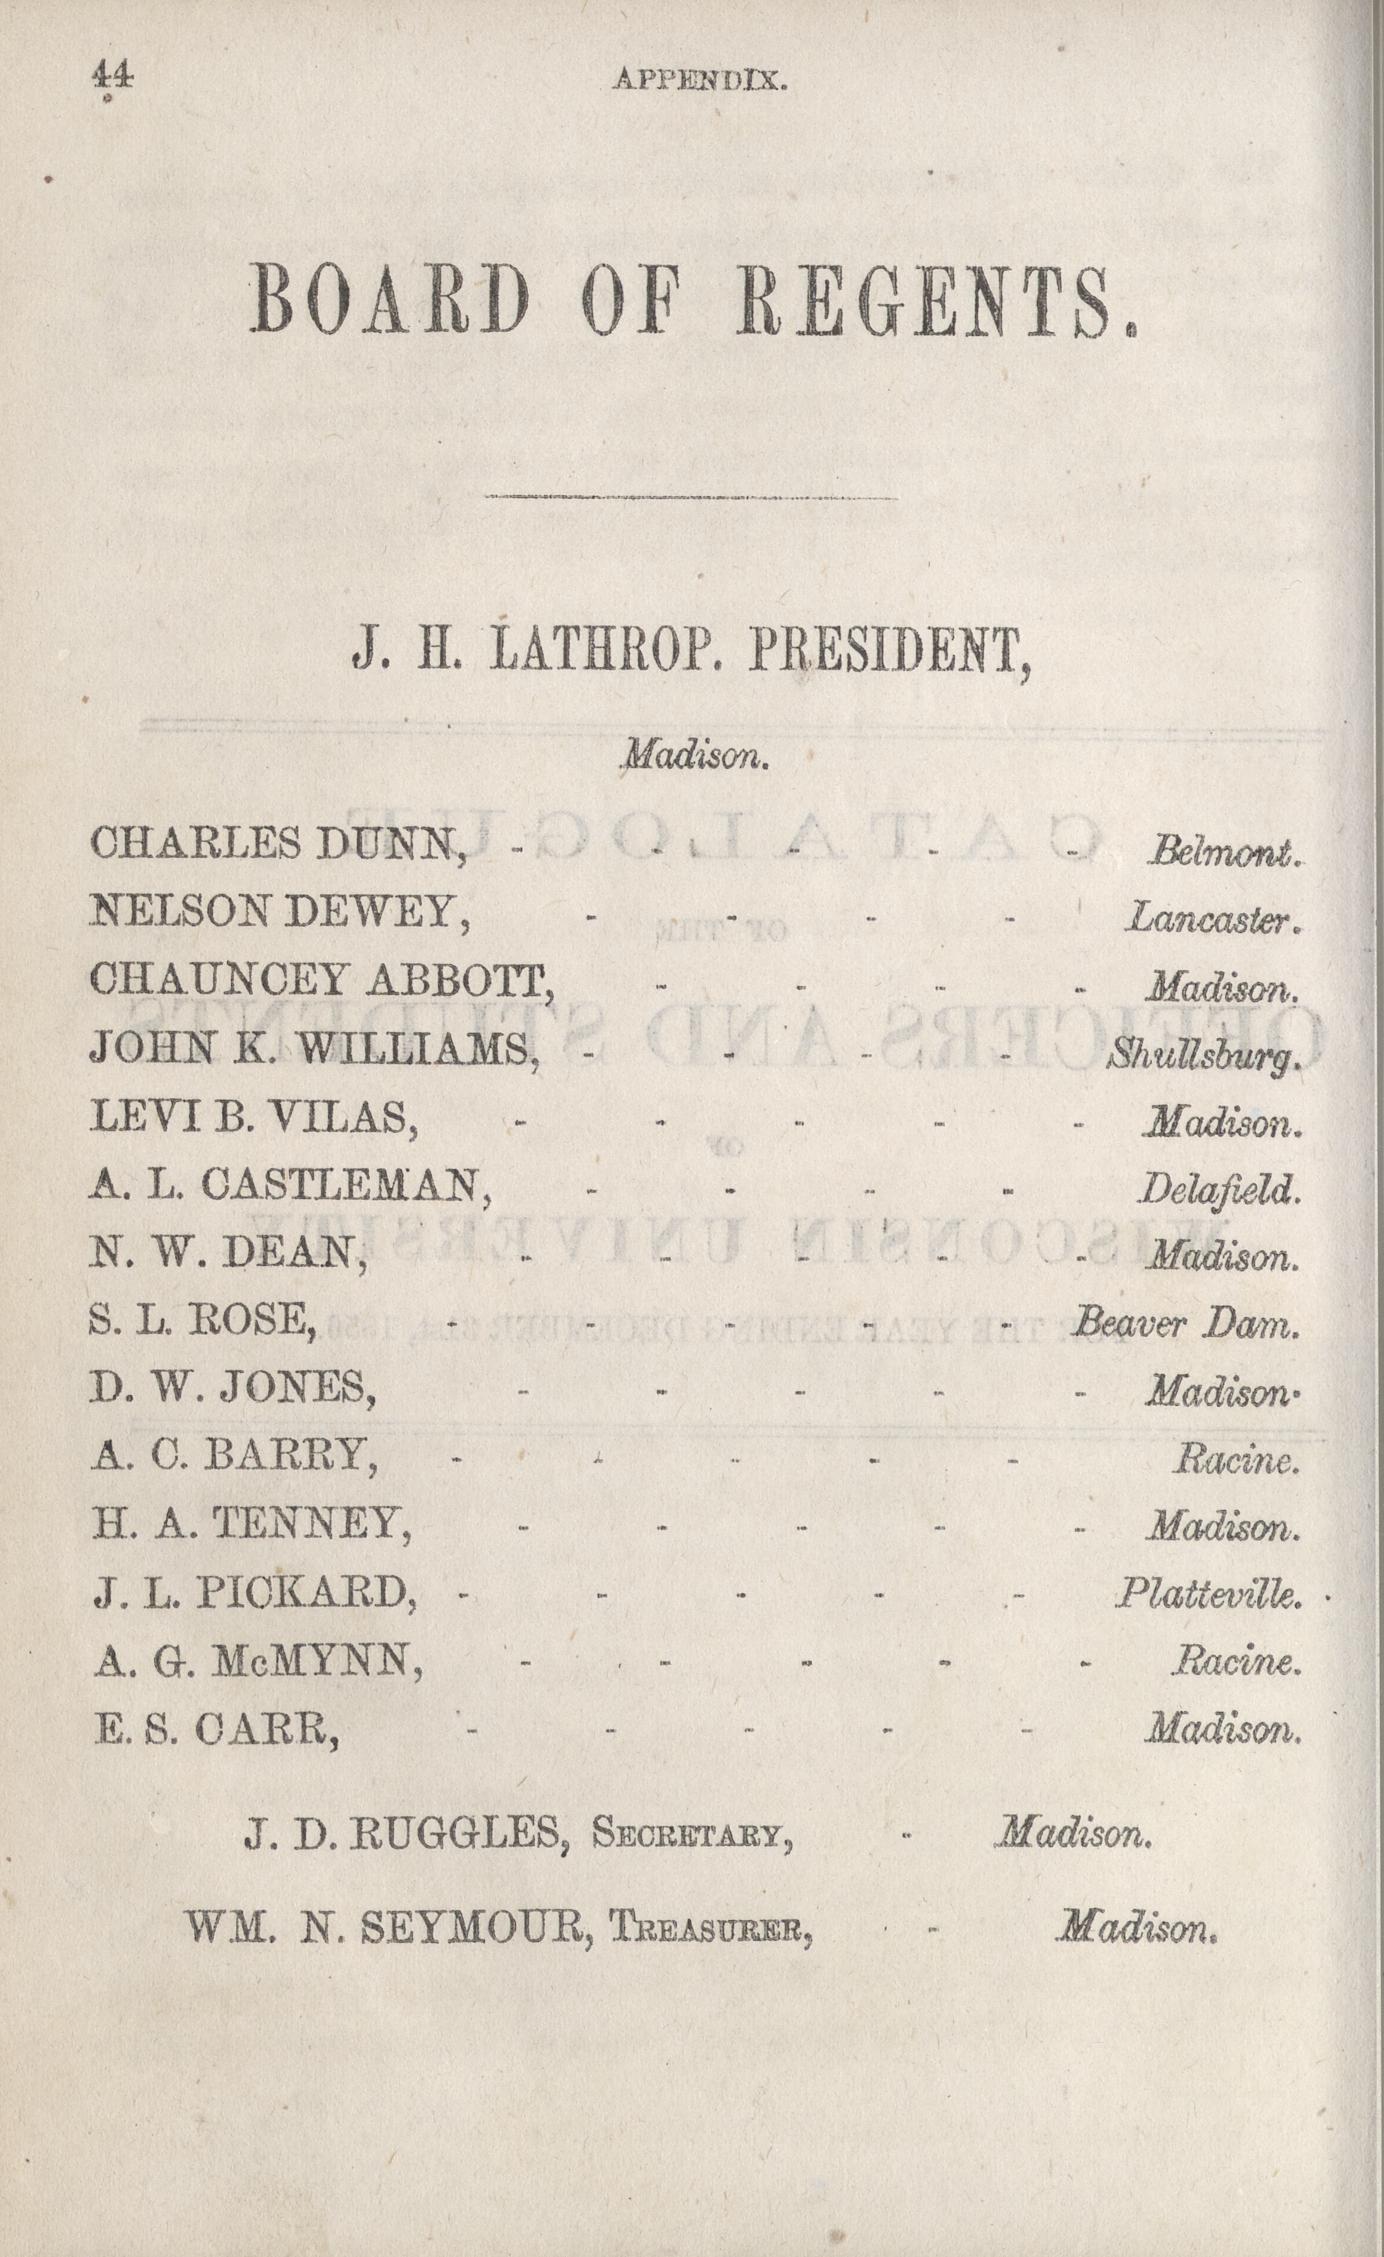 44 APPENDIX.
BOARD OF REGENTS.
J. H. LATHROP. PRESIDENT,
Madison.
CHARLES DUNN, - - - - - Belmont.
NELSON DEWEY, - - - - Lancaster.
CHAUNCEY ABBOTT, - - - - Madison.
JOHN K. WILLIAMS, - - - - Shullsburg.
LEVI B. VILAS, - - - - - Madison.
A. L. CASTLEMAN, - - - - Delafield.
N. W. DEAN, - - - - - Madison.
S. L. ROSE, - - - - - Beaver Dam.
D. W. JONES, - - - - - Madison·
A. C. BARRY, - - - - - Racine.
H. A. TENNEY, - - - - - Madison.
J. L. PICKARD, - - - - - Platteville.
A. G. McMYNN, - - - - - Racine.
E. S. CARR, - - - - - Madison.
J. D. RUGGLES, SECRETARY, - Madison.
WM. N. SEYMOUR, TREASURER, - Madison.